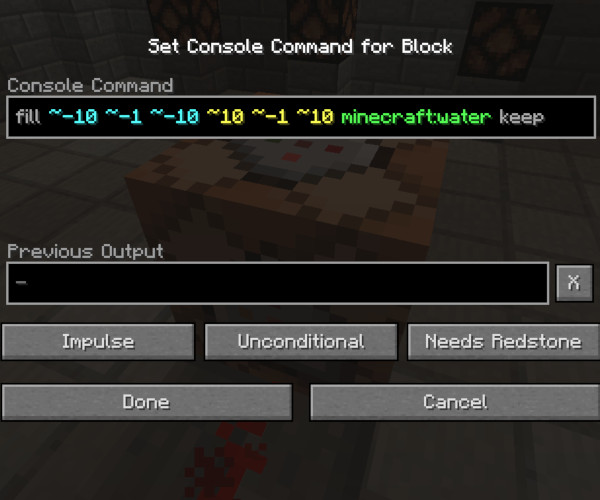 Set Console Command for Block
Console Command
fill ~-10 ~-1 ~-10 ~10 ~-1 ~10 minecraft:water keep
Previous Output
-
X
Impulse
Unconditional
Needs Redstone
Done
Cancel